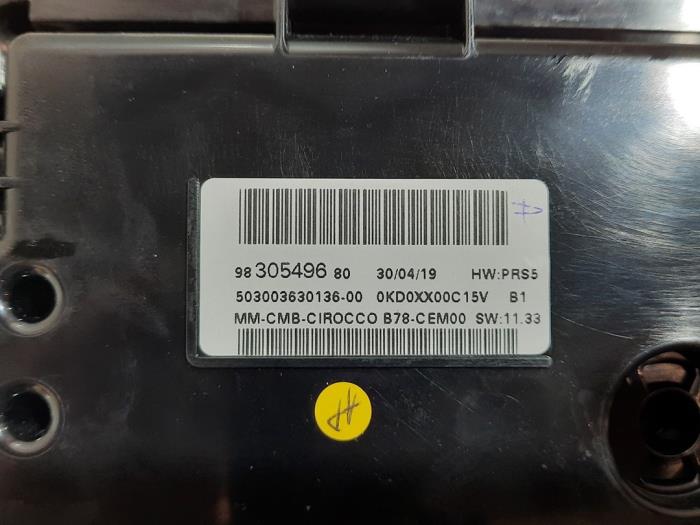 98 305496 80 30/04/19 HW:PRS5
503003630136-00 0KD0XX00C15V B1
MM-CMB-CIROCCO B78-CEM00 SW:11.33